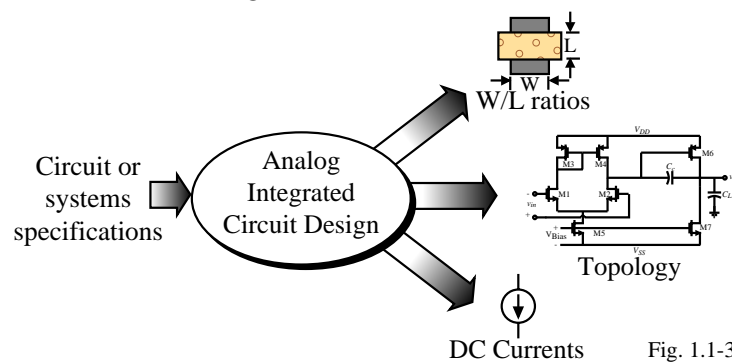 L
W
W/L ratios
Circuit or
systems
specifications
Analog
Integrated
Circuit Design
VDD
M3
M4
M6
Cc
CL
M1
M2
vin
-
+
+
VBias
-
M5
M7
VSS
Topology
DC Currents
Fig. 1.1-3